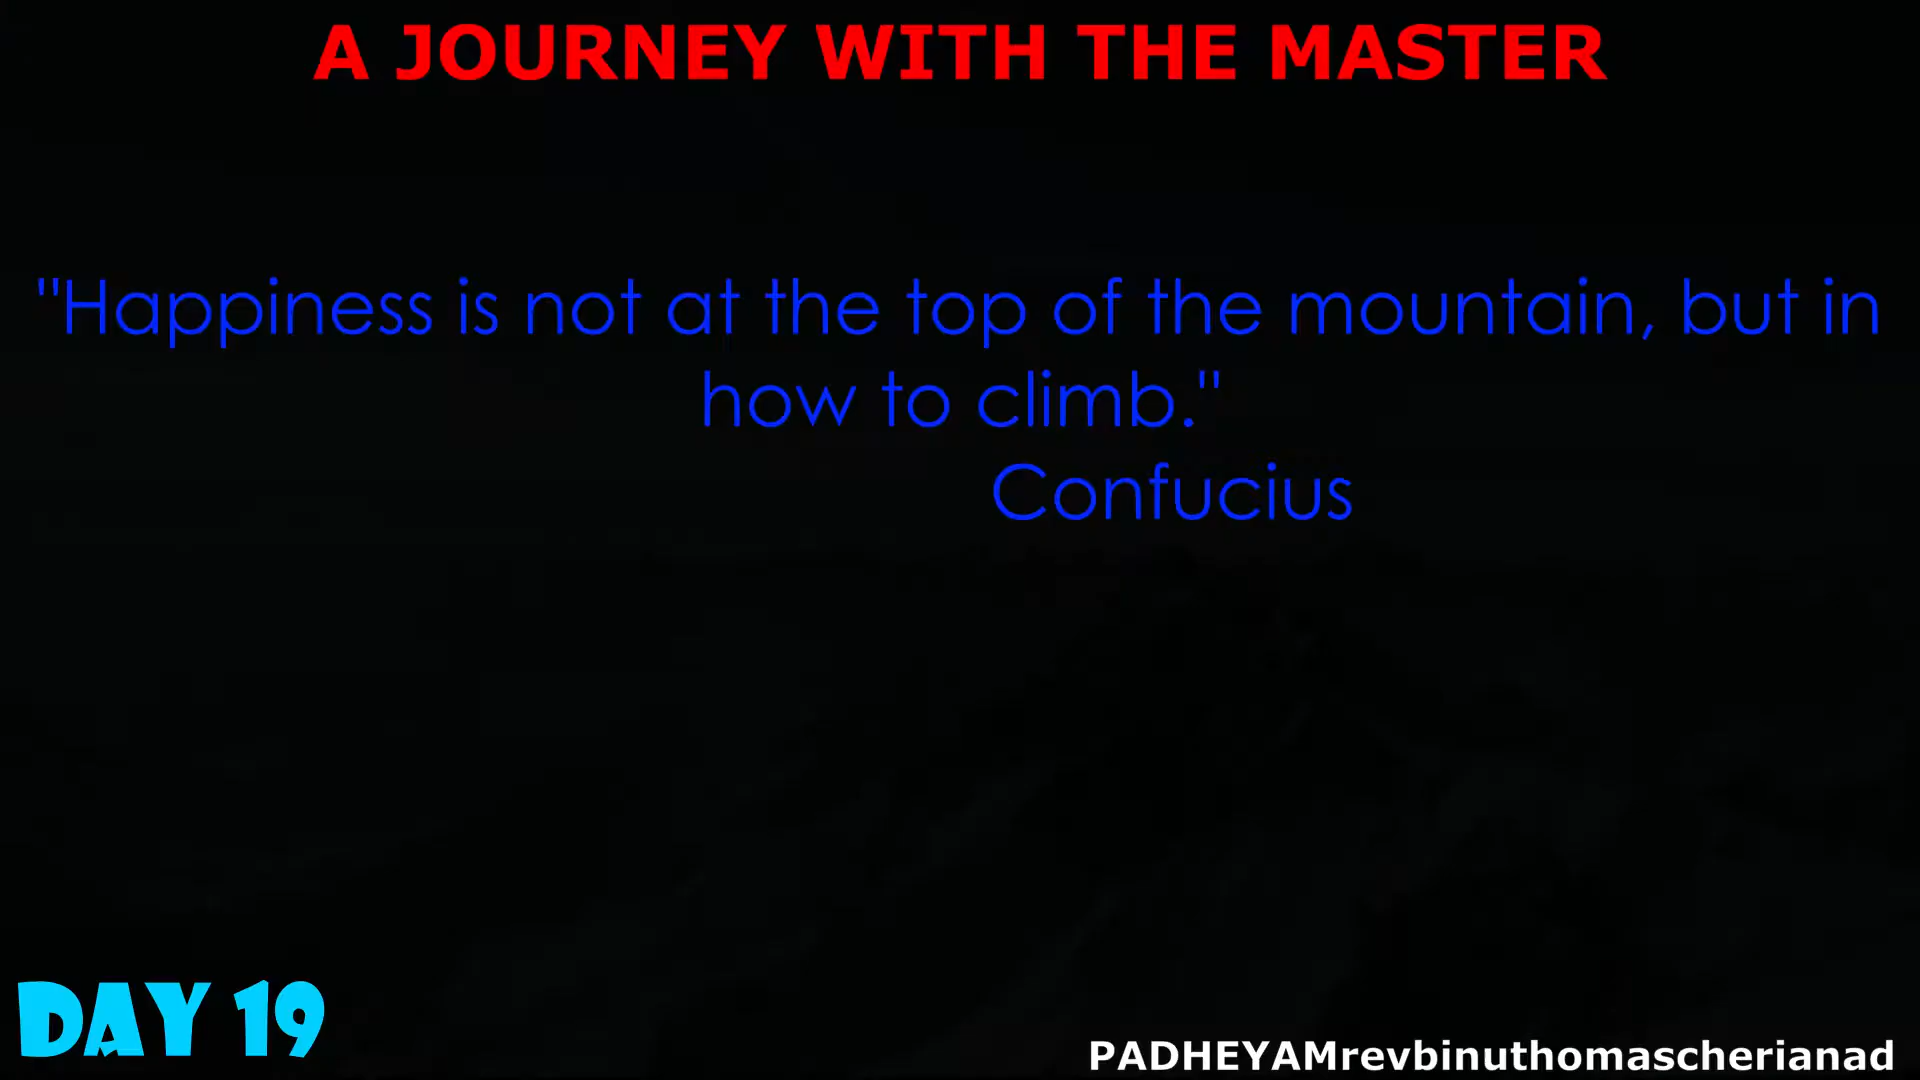 A JOURNEY WITH THE MASTER
"Happiness is not at the top of the mountain, but in
how to climb."
Confucius
DAY 19
PADHEYAMrevbinuthomascherianad